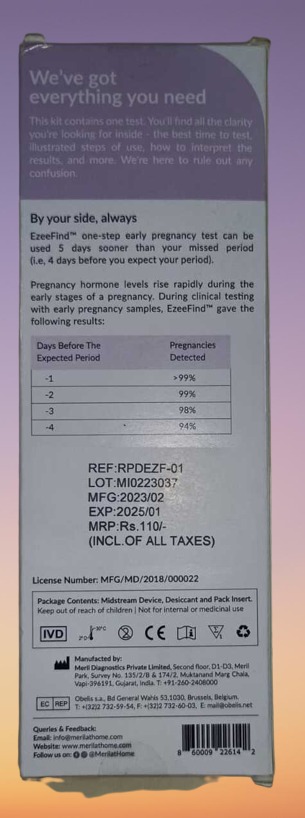 We've got
everything you need
This kit contains one test. You'll find all the clarity
you're looking for inside - the best time to test,
illustrated steps of use, how to interpret the
results, and more. We're here to rule out any
confusion.
By your side, always
EzeeFind™ one-step early pregnancy test can be
used 5 days sooner than your missed period
(i.e, 4 days before you expect your period).
Pregnancy hormone levels rise rapidly during the
early stages of a pregnancy. During clinical testing
with early pregnancy samples, EzeeFind™ gave the
following results:
Days Before The Pregnancies
Expected Period Detected
-1 >99%
-2 99%
-3 98%
-4 94%
REF:RPDEZF-01
LOT:MI0223037
MFG:2023/02
EXP:2025/01
MRP:Rs.110/-
(INCL.OF ALL TAXES)
License Number: MFG/MD/2018/000022
Package Contents: Midstream Device, Desiccant and Pack Insert.
Keep out of reach of children | Not for internal or medicinal use
IVD 2°C 30°C CE
Manufactured by:
Meril Diagnostics Private Limited, Second floor, D1-D3, Meril
Park, Survey No. 135/2/B & 174/2, Muktanand Marg Chala,
Vapi-396191, Gujarat, India. T: +91-260-2408000
EC REP Obelis s.a., Bd General Wahis 53,1030, Brussels, Belgium.
T: +(32)2 732-59-54, F: +(32)2 732-60-03, E: mail@obelis.net
Queries & Feedback:
Email: info@merilathome.com
Website: www.merilathome.com
Follow us on: @MerilatHome
8 60009 22614 2